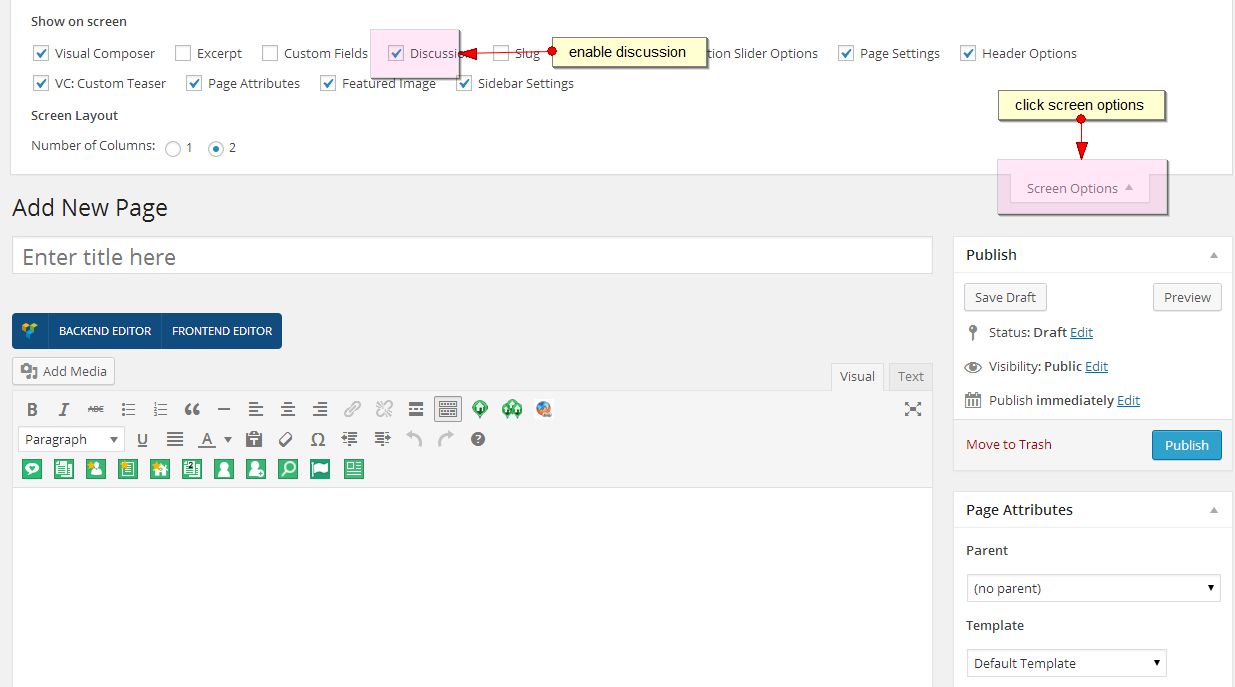 Show on screen
Visual Composer Excerpt Custom Fields Discussion Slug enable discussion Slider Options Page Settings Header Options
VC: Custom Teaser Page Attributes Featured Image Sidebar Settings
click screen options
Screen Layout
Number of Columns: 1 2
Screen Options
Add New Page
Enter title here
Publish
Save Draft Preview
BACKEND EDITOR FRONTEND EDITOR
Status: Draft Edit
Add Media
Visual Text
Visibility: Public Edit
B I ABC
Publish immediately Edit
Paragraph U A Ω
Move to Trash Publish
Page Attributes
Parent
(no parent)
Template
Default Template